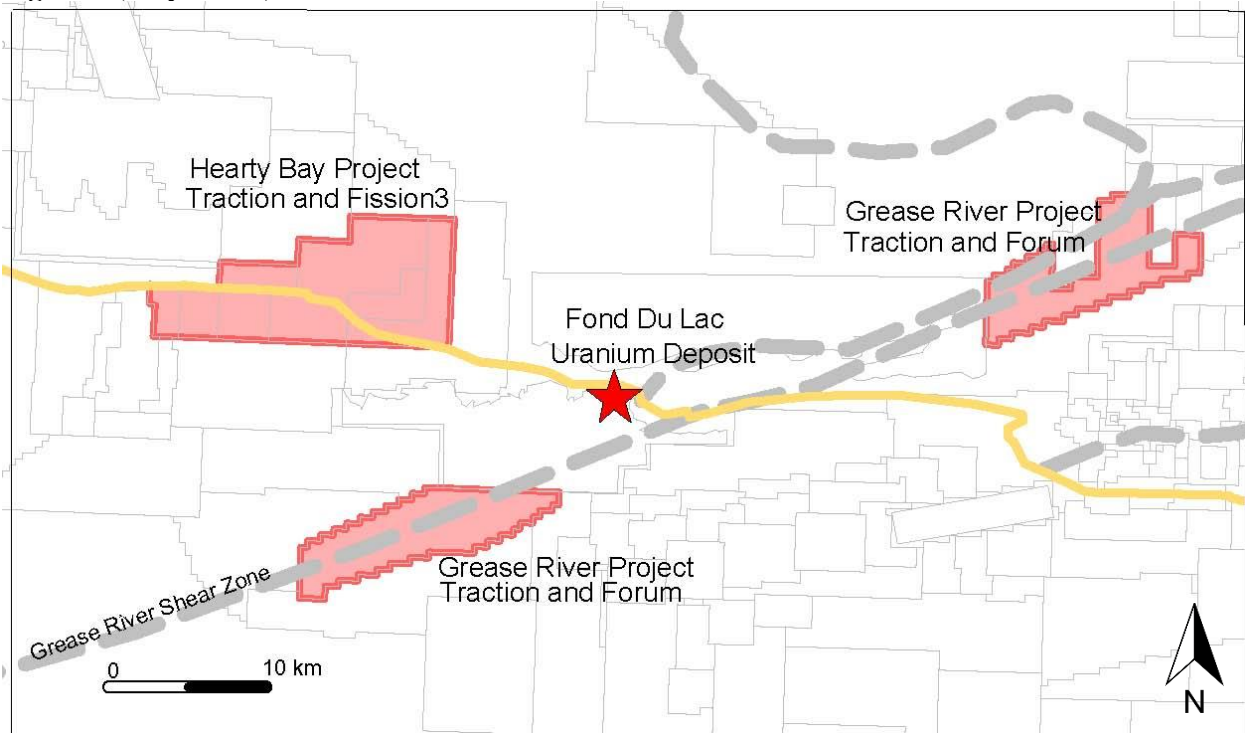 Hearty Bay Project
Traction and Fission3
Grease River Project
Traction and Forum
Fond Du Lac
Uranium Deposit
Grease River Project
Traction and Forum
Grease River Shear Zone
0 10 km
N